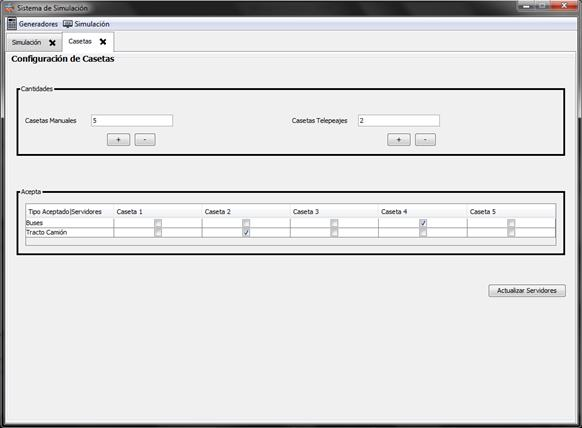 Sistema de Simulación
Generadores Simulación
Simulación Casetas
Configuración de Casetas
Cantidades
Casetas Manuales 5 Casetas Telepeajes 2
+ - + -
Acepta
Tipo Aceptado|Servidores Caseta 1 Caseta 2 Caseta 3 Caseta 4 Caseta 5
Buses
Tracto Camión
Actualizar Servidores